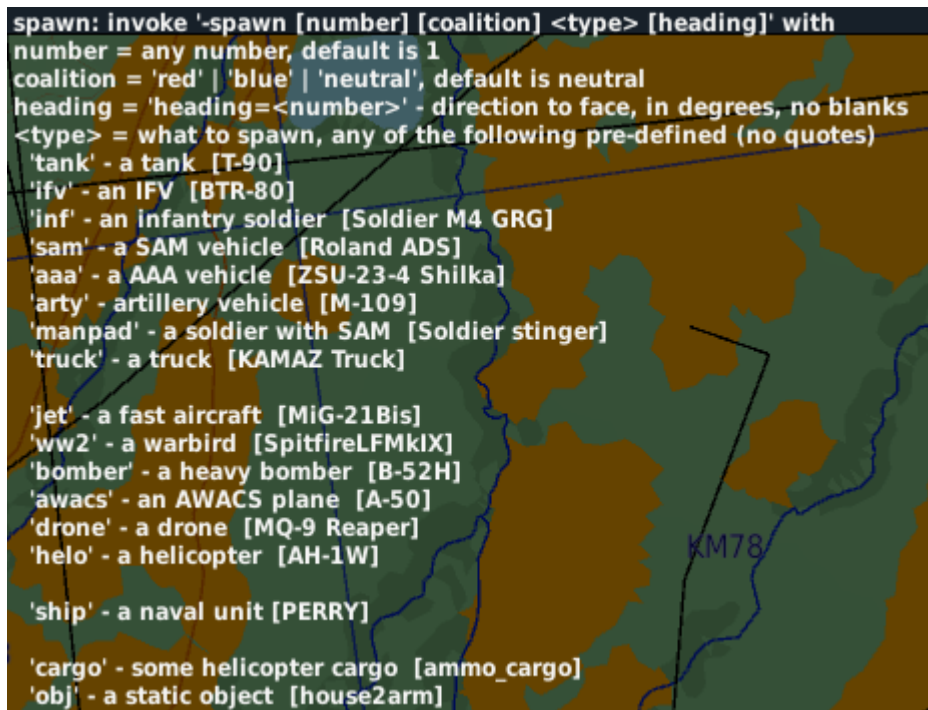 spawn: invoke '-spawn [number] [coalition] <type> [heading]' with
number = any number, default is 1
coalition = 'red' | 'blue' | 'neutral', default is neutral
heading = 'heading=<number>' - direction to face, in degrees, no blanks
<type> = what to spawn, any of the following pre-defined (no quotes)
'tank' - a tank [T-90]
'ifv' - an IFV [BTR-80]
'inf' - an infantry soldier [Soldier M4 GRG]
'sam' - a SAM vehicle [Roland ADS]
'aaa' - a AAA vehicle [ZSU-23-4 Shilka]
'arty' - artillery vehicle [M-109]
'manpad' - a soldier with SAM [Soldier stinger]
'truck' - a truck [KAMAZ Truck]
'jet' - a fast aircraft [MiG-21Bis]
'ww2' - a warbird [SpitfireLFMkIX]
'bomber' - a heavy bomber [B-52H]
'awacs' - an AWACS plane [A-50]
'drone' - a drone [MQ-9 Reaper]
'helo' - a helicopter [AH-1W]
KM78
'ship' - a naval unit [PERRY]
'cargo' - some helicopter cargo [ammo_cargo]
'obj' - a static object [house2arm]